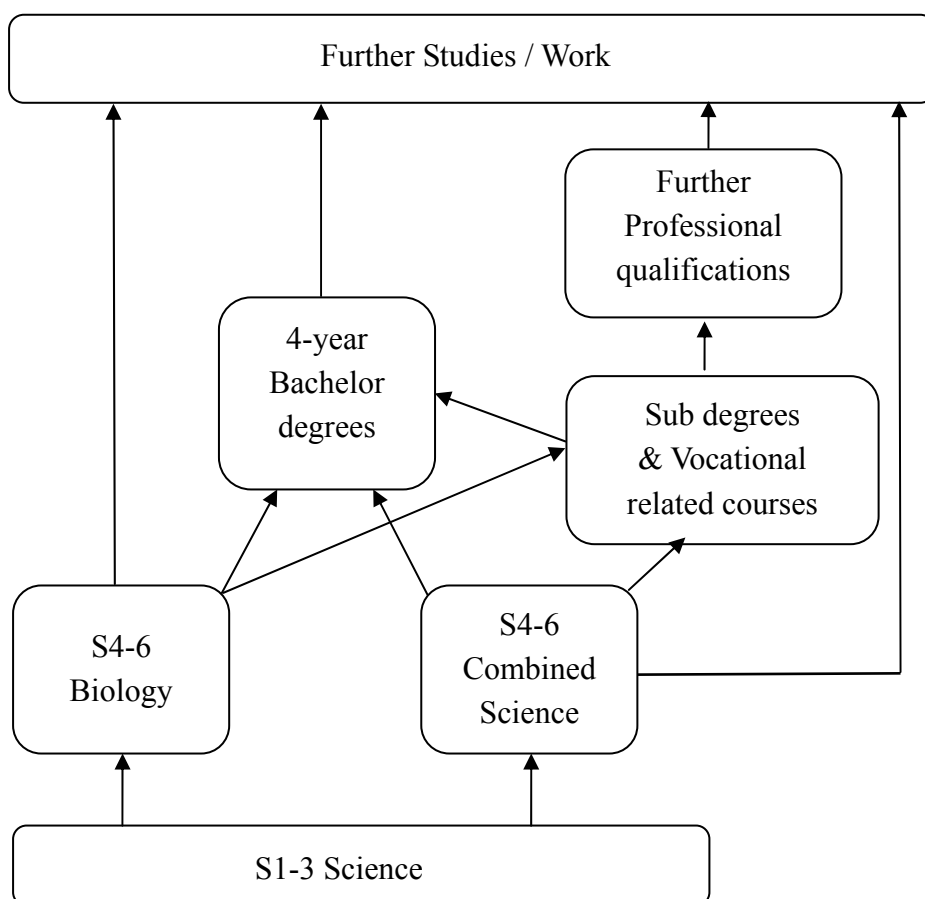 Further Studies / Work
Further
Professional
qualifications
4-year
Bachelor
degrees
Sub degrees
& Vocational
related courses
S4-6
Biology
S4-6
Combined
Science
S1-3 Science